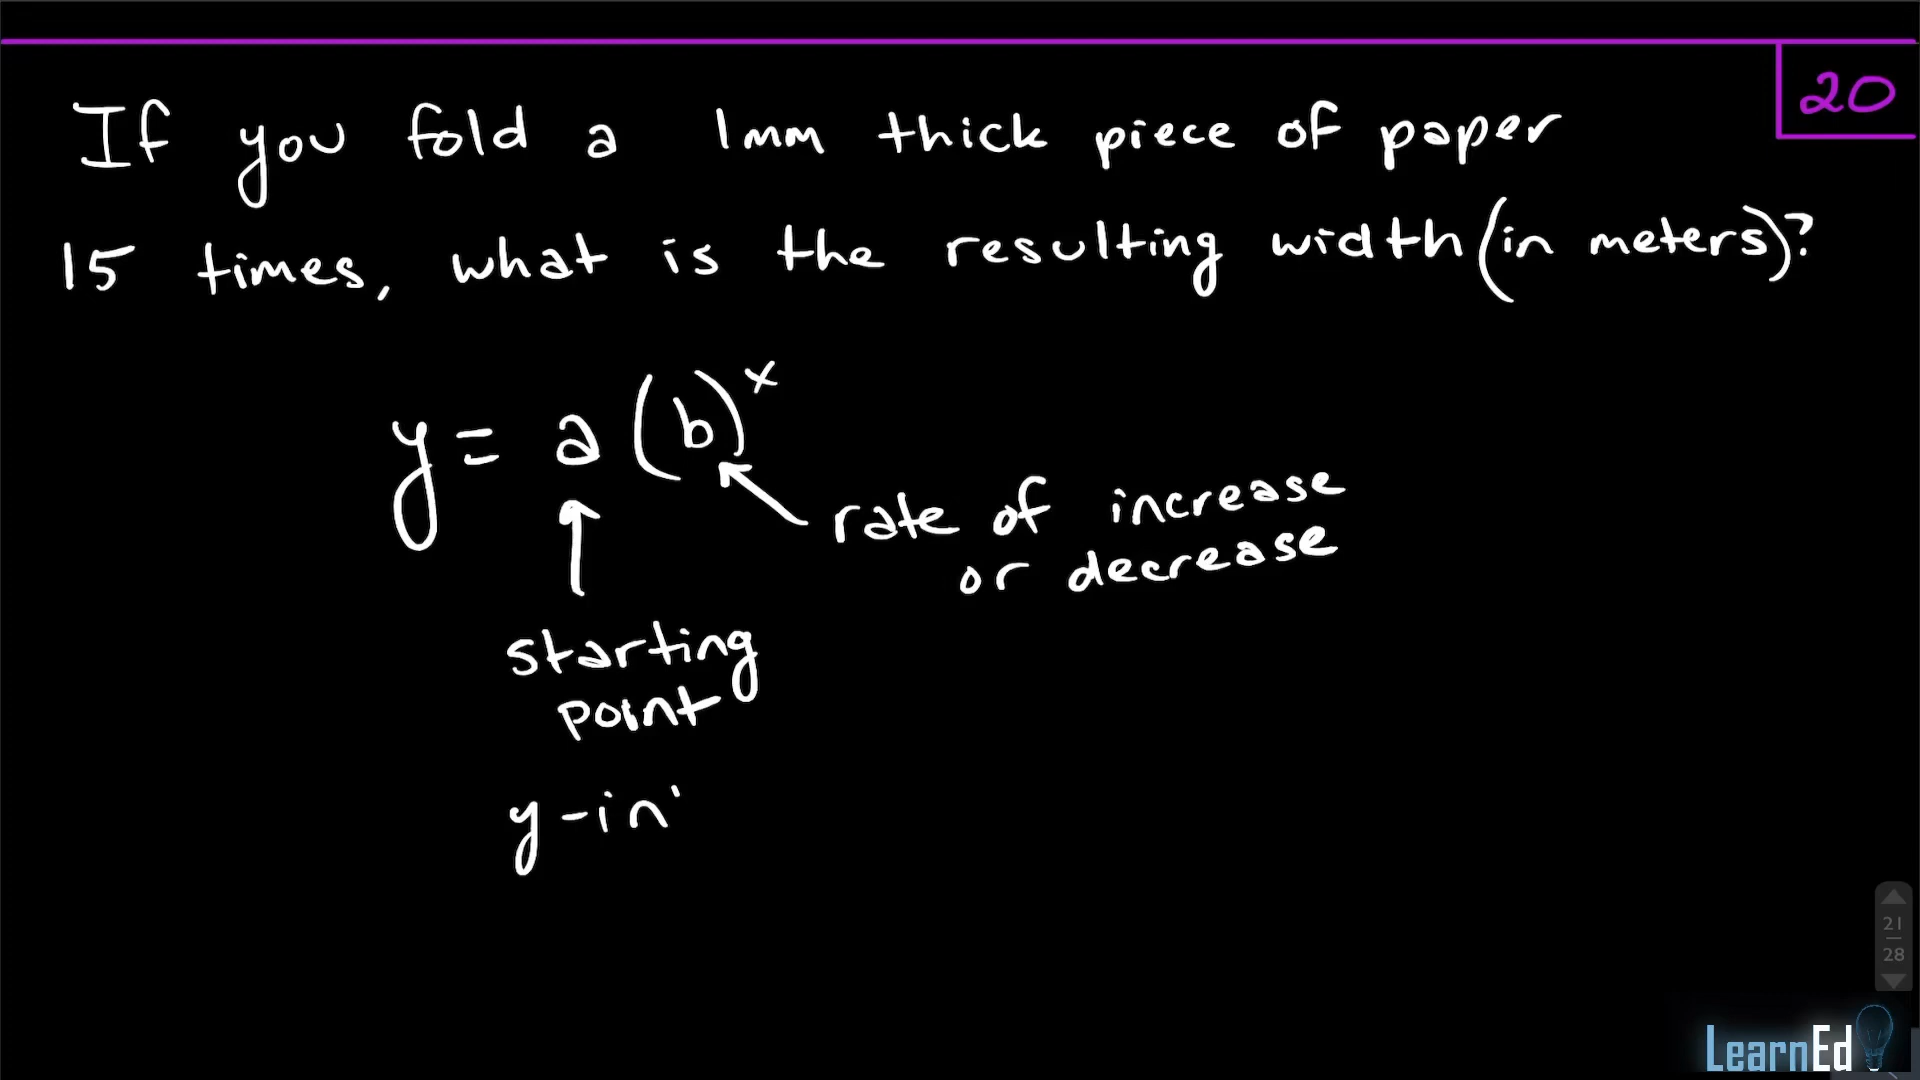 20
If you fold a 1mm thick piece of paper
15 times, what is the resulting width (in meters)?
y = a (b)^x
rate of increase
or decrease
starting
point
y-in'
21
28
LearnEd